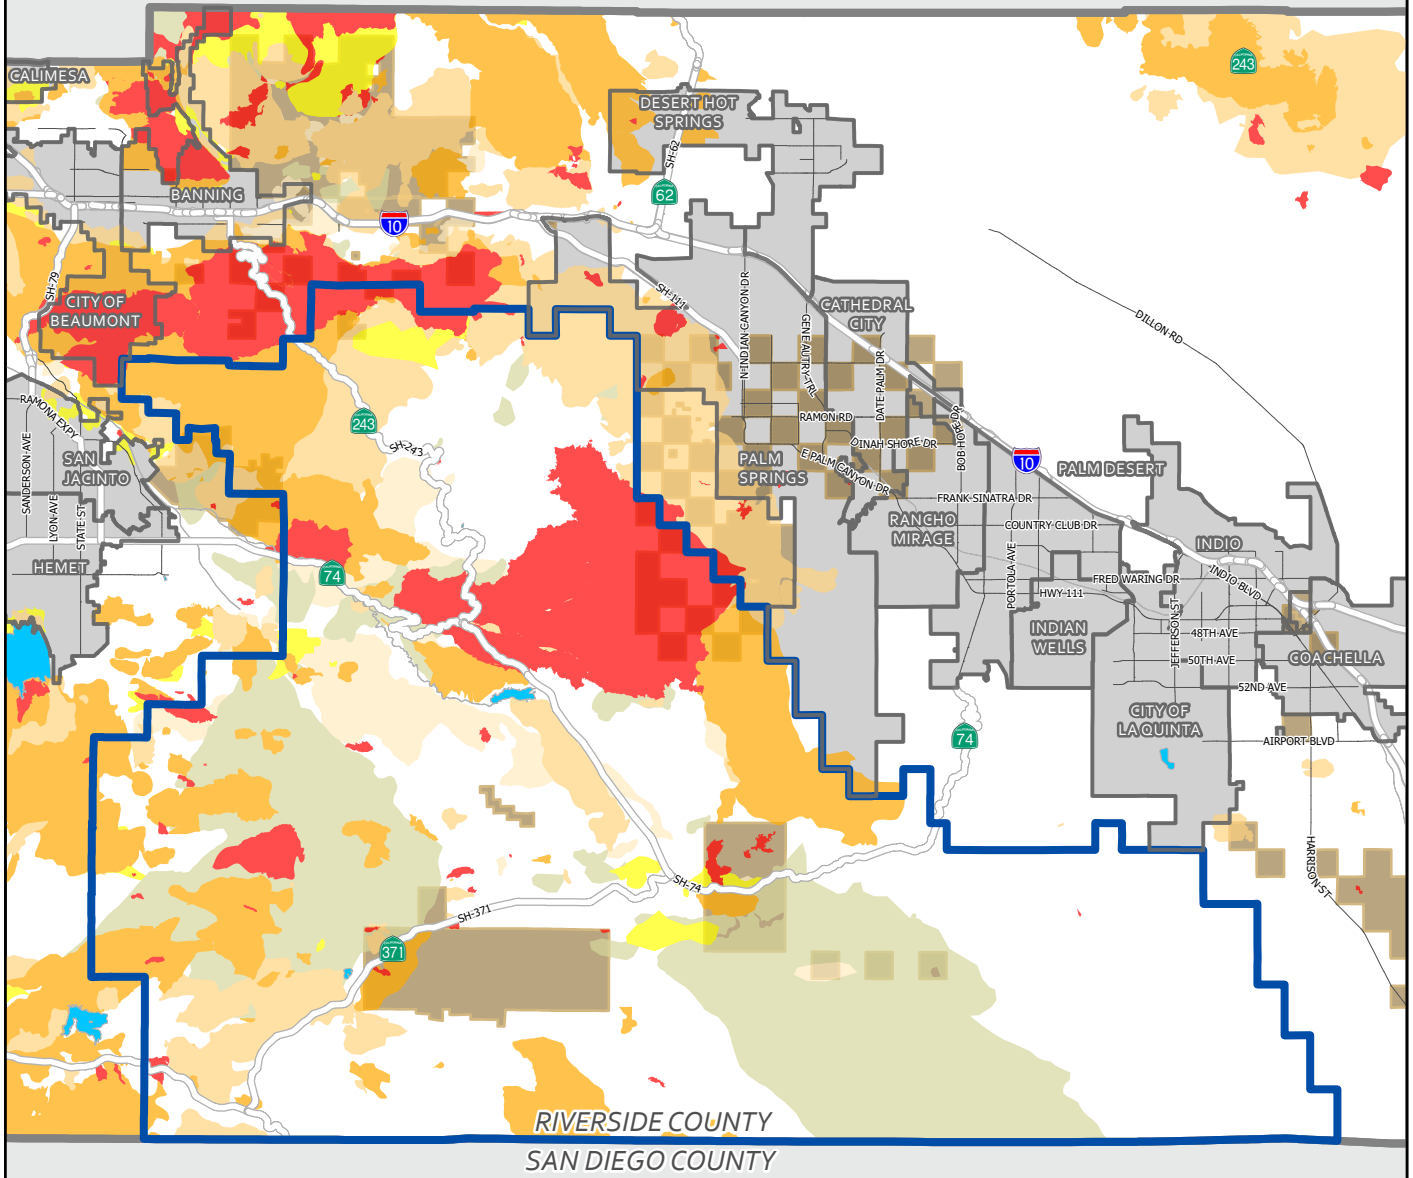 CALIMESA
243
DESERT HOT
SPRINGS
SH-62
BANNING
62
10
SH-79
CITY OF
BEAUMONT
SH-111
N INDIAN CANYON DR
GENE AUTRY TRL
CATHEDRAL
CITY
DATE PALM DR
DILLON RD
RAMONA EXPY
243
SH-243
RAMON RD
DINAH SHORE DR
BOB HOPE DR
E PALM CANYON DR
SANDERSON AVE
SAN
JACINTO
LYON AVE
STATE ST
PALM
SPRINGS
10
PALM DESERT
FRANK SINATRA DR
RANCHO
MIRAGE
COUNTRY CLUB DR
PORTOLA AVE
INDIO
HEMET
74
FRED WARING DR
HWY 111
INDIO BLVD
JEFFERSON ST
INDIAN
WELLS
48TH AVE
50TH AVE
COACHELLA
52ND AVE
CITY OF
LA QUINTA
74
AIRPORT BLVD
HARRISON ST
SH-74
SH-371
371
RIVERSIDE COUNTY
SAN DIEGO COUNTY